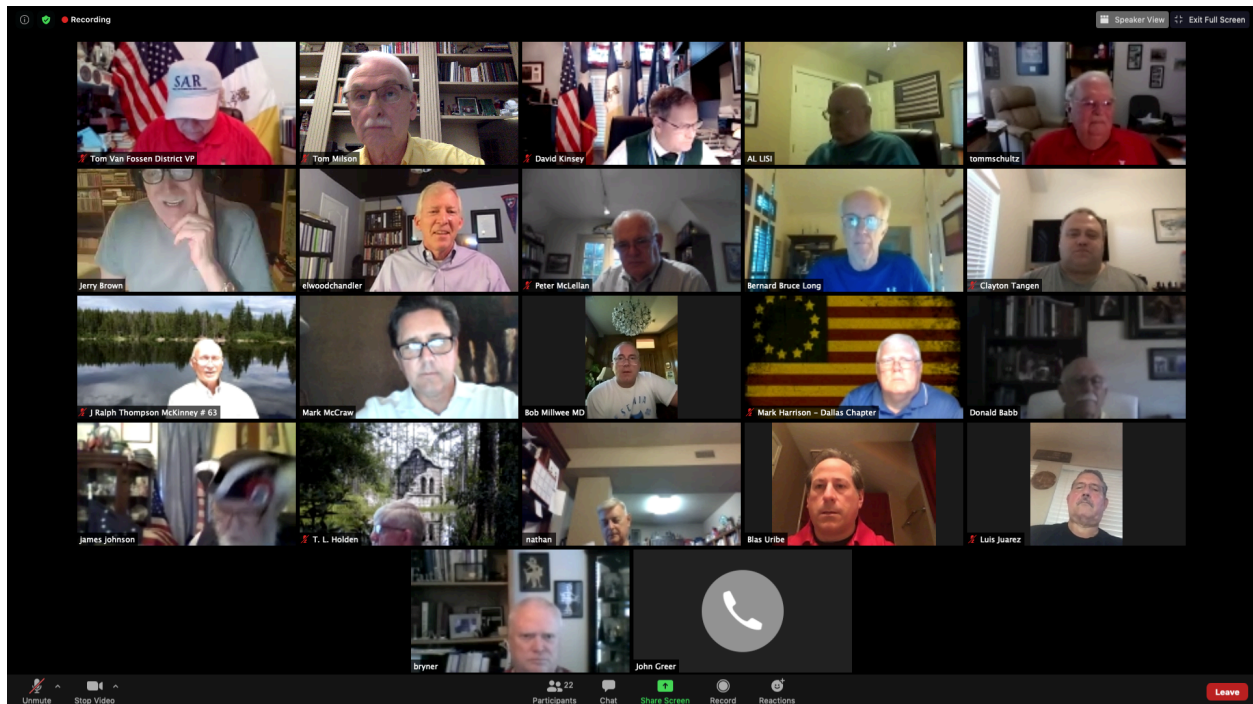 Recording
Speaker View
Exit Full Screen
SAR
Tom Van Fossen District VP
Tom Milson
David Kinsey
AL LISI
tommschultz
Jerry Brown
elwoodchandler
Peter McLellan
Bernard Bruce Long
Clayton Tangen
J Ralph Thompson McKinney # 63
Mark McCraw
Bob Millwee MD
Mark Harrison - Dallas Chapter
Donald Babb
james johnson
T. L. Holden
nathan
Blas Uribe
Luis Juarez
bryner
John Greer
Unmute
Stop Video
22
Participants
Chat
Share Screen
Record
Reactions
Leave